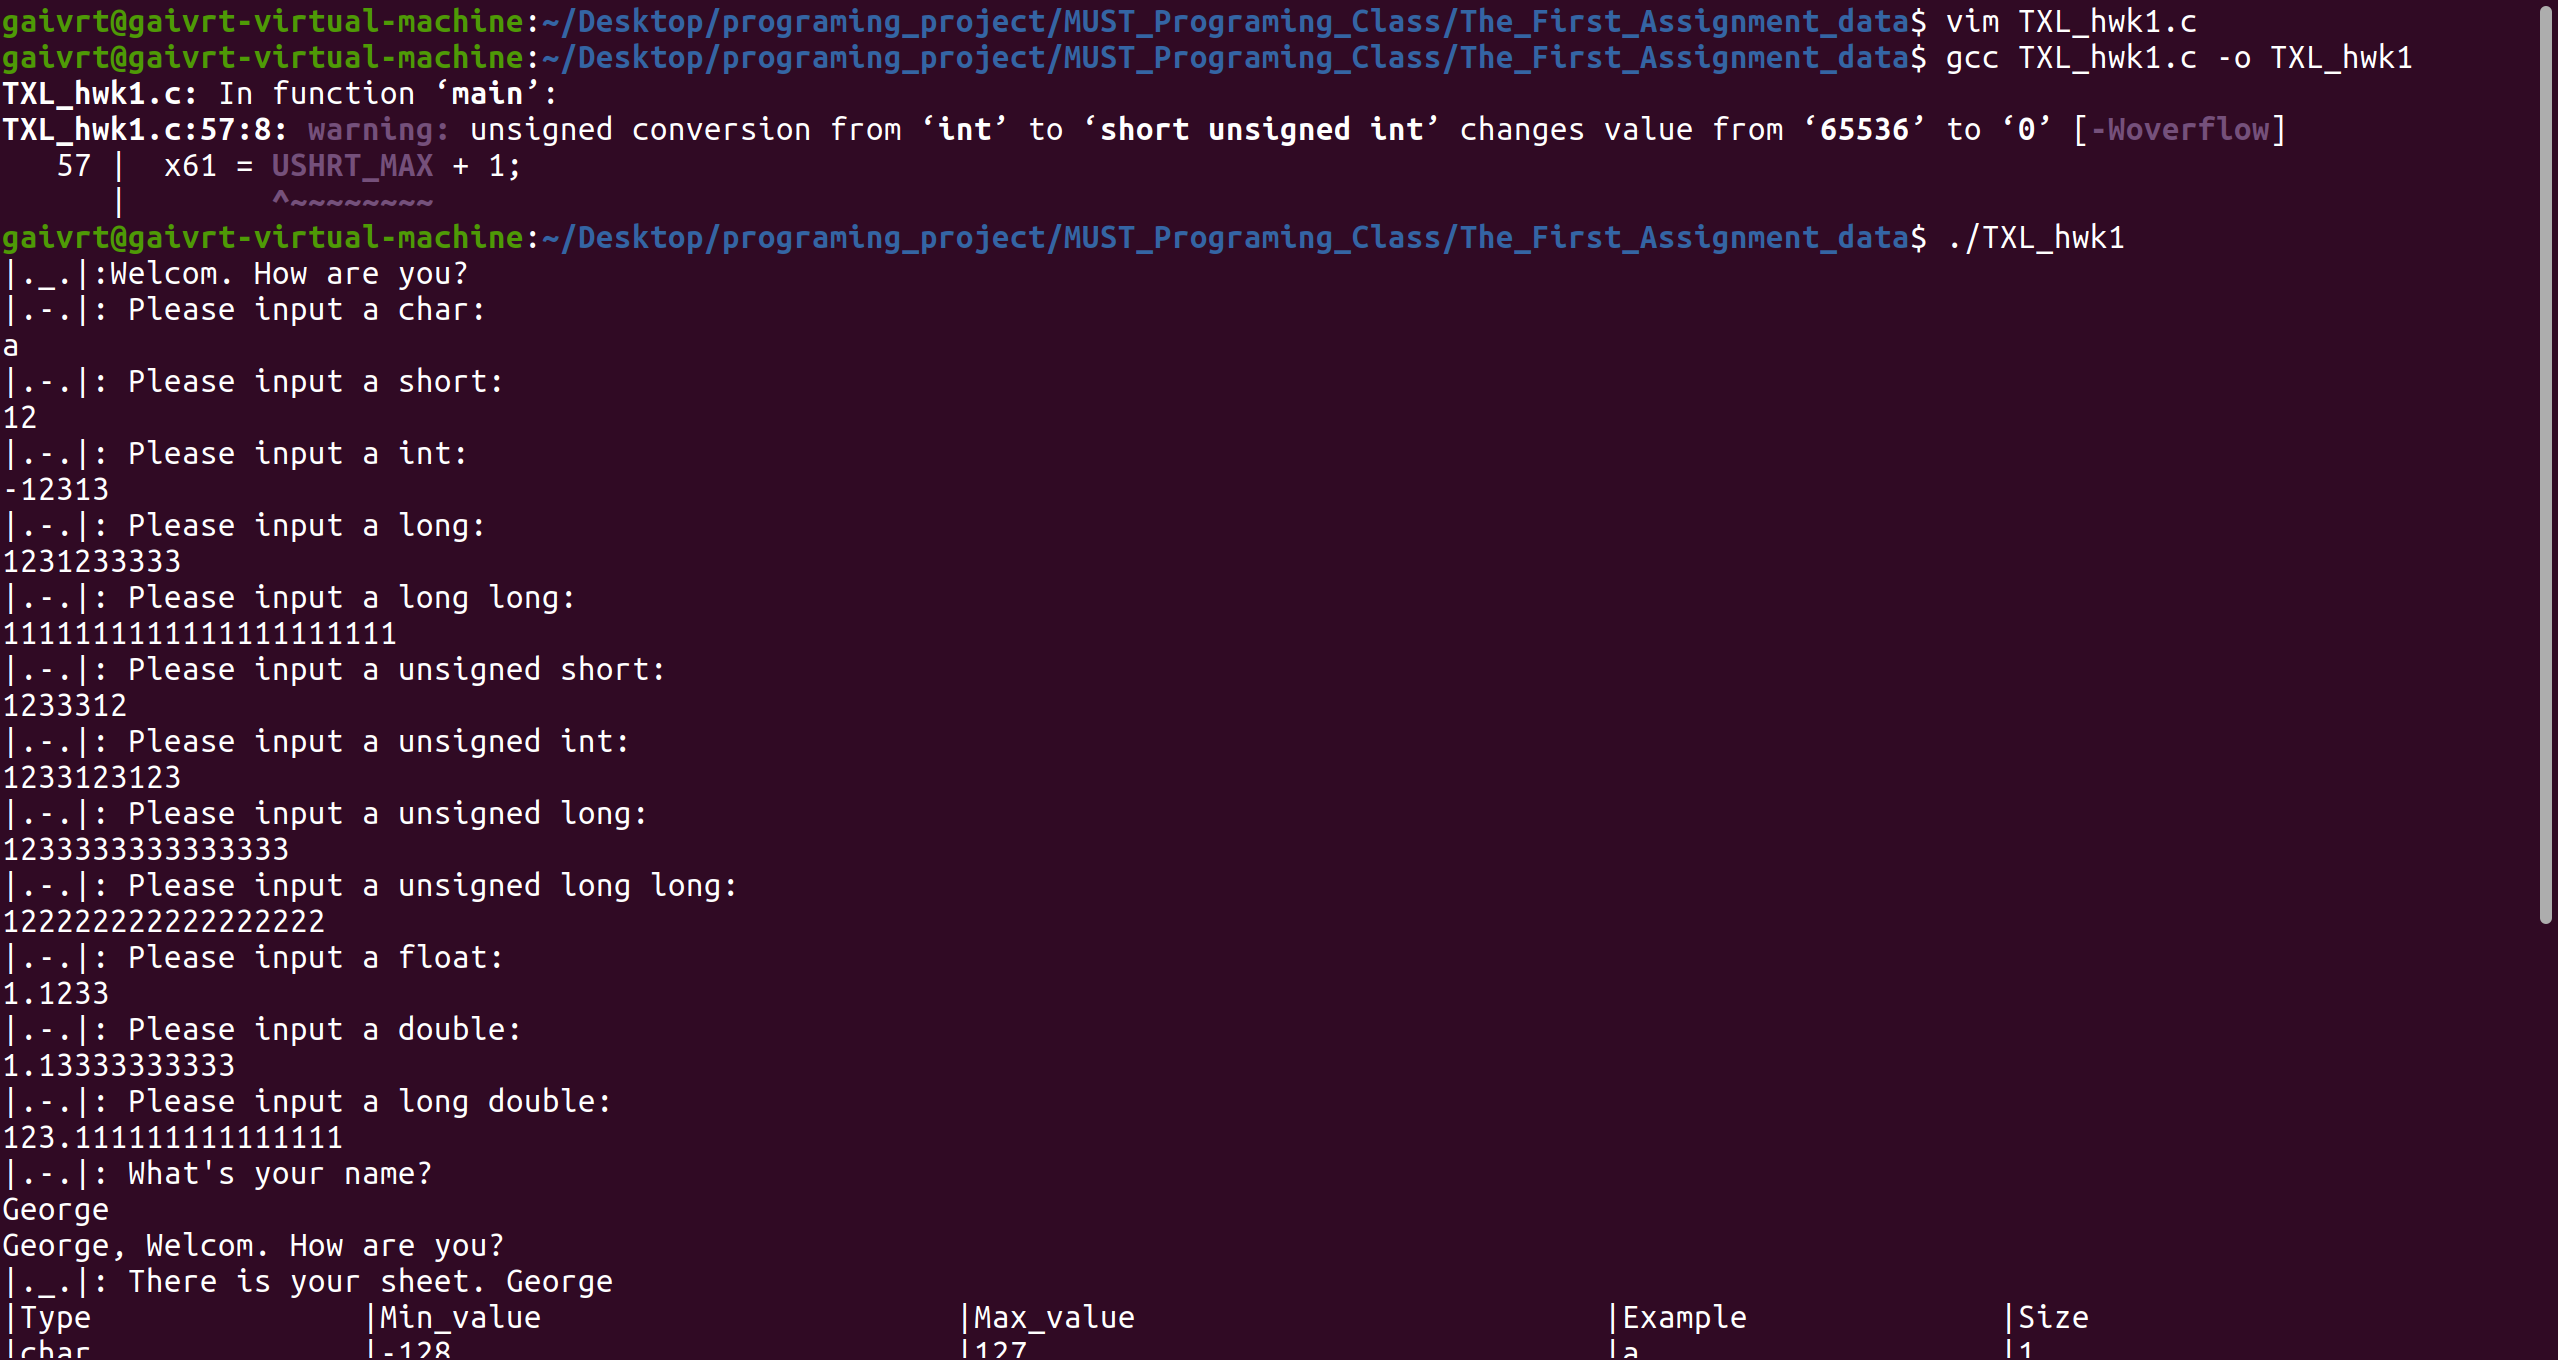 gaivrt@gaivrt-virtual-machine:~/Desktop/programing_project/MUST_Programing_Class/The_First_Assignment_data$ vim TXL_hwk1.c
gaivrt@gaivrt-virtual-machine:~/Desktop/programing_project/MUST_Programing_Class/The_First_Assignment_data$ gcc TXL_hwk1.c -o TXL_hwk1
TXL_hwk1.c: In function ‘main’:
TXL_hwk1.c:57:8: warning: unsigned conversion from ‘int’ to ‘short unsigned int’ changes value from ‘65536’ to ‘0’ [-Woverflow]
   57 |  x61 = USHRT_MAX + 1;
      |        ^~~~~~~~~
gaivrt@gaivrt-virtual-machine:~/Desktop/programing_project/MUST_Programing_Class/The_First_Assignment_data$ ./TXL_hwk1
|._.|:Welcom. How are you?
|.-.|: Please input a char:
a
|.-.|: Please input a short:
12
|.-.|: Please input a int:
-12313
|.-.|: Please input a long:
1231233333
|.-.|: Please input a long long:
1111111111111111111111
|.-.|: Please input a unsigned short:
1233312
|.-.|: Please input a unsigned int:
1233123123
|.-.|: Please input a unsigned long:
1233333333333333
|.-.|: Please input a unsigned long long:
122222222222222222
|.-.|: Please input a float:
1.1233
|.-.|: Please input a double:
1.13333333333
|.-.|: Please input a long double:
123.111111111111111
|.-.|: What's your name?
George
George, Welcom. How are you?
|._.|: There is your sheet. George
|Type               |Min_value                       |Max_value                          |Example              |Size
|char               |-128                            |127                                |a                    |1